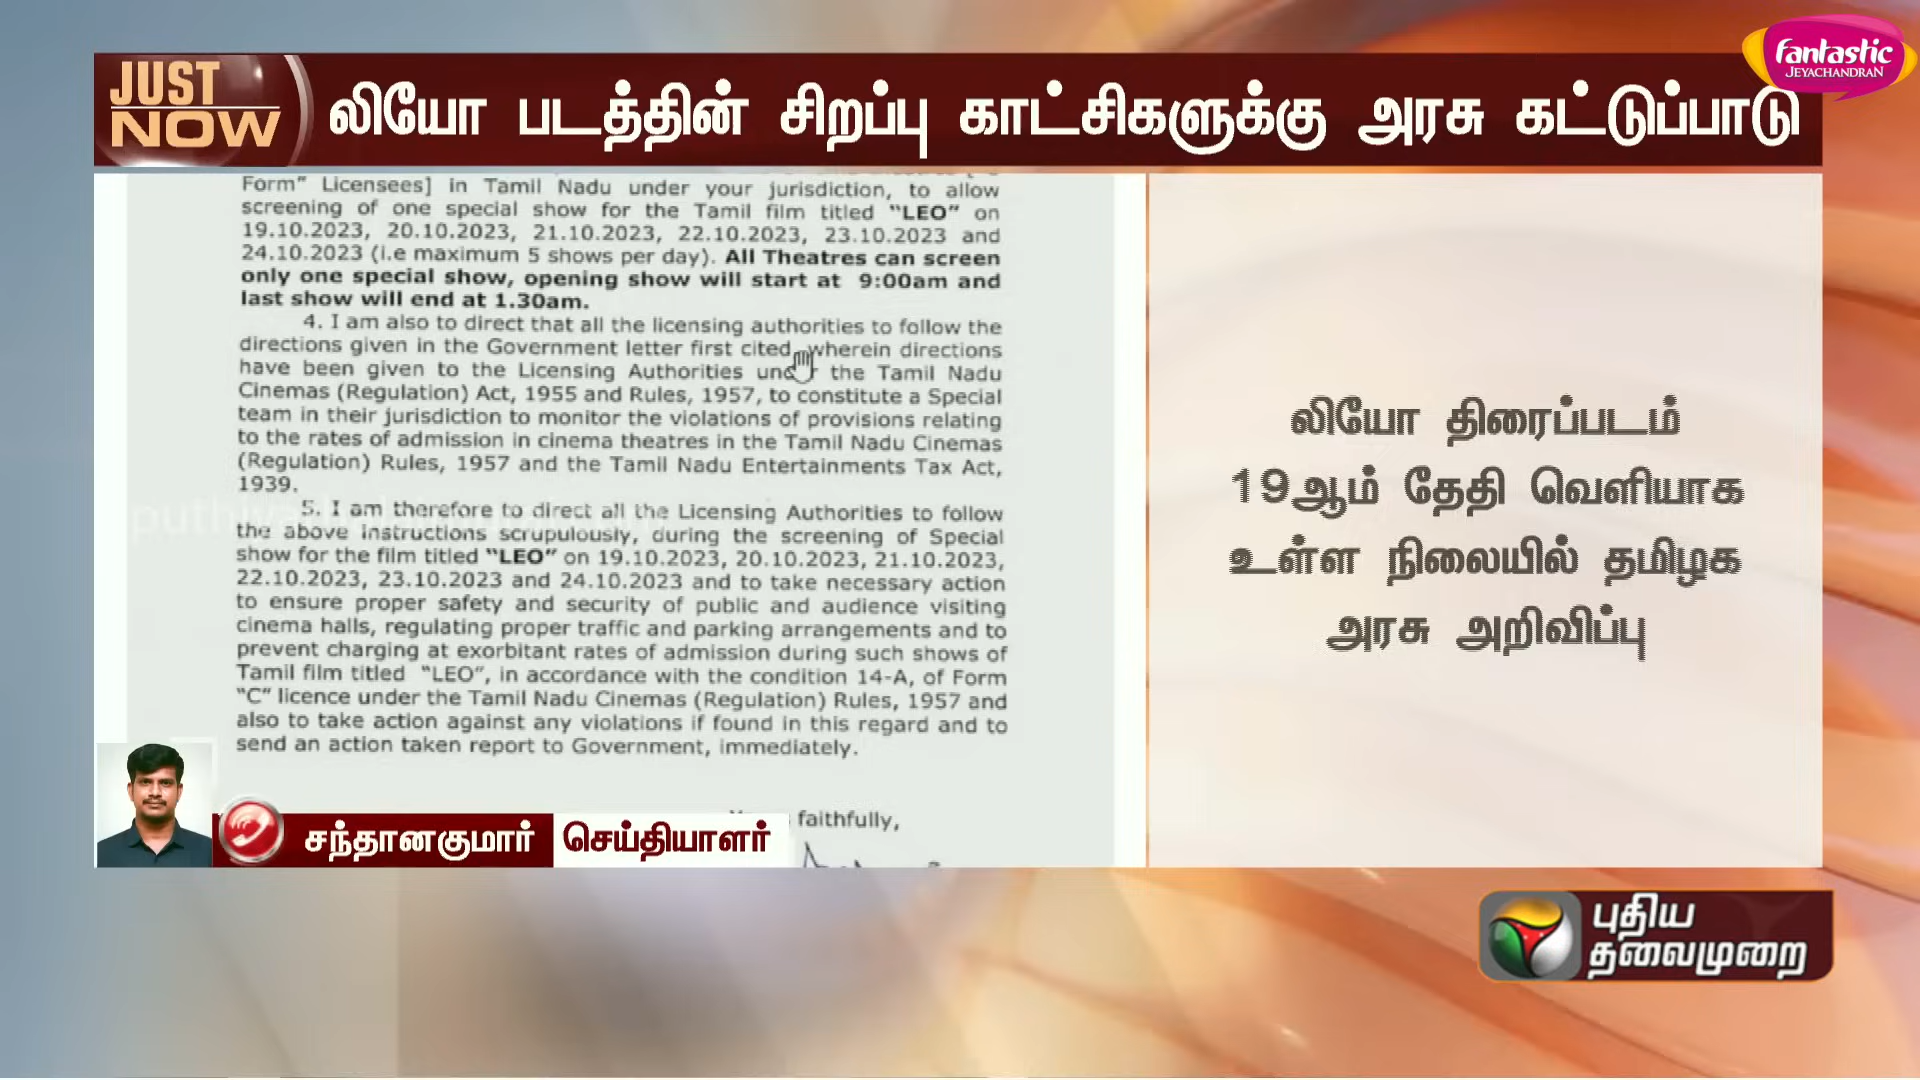 fantastic
JEYACHANDRAN
JUST
NOW
லியோ படத்தின் சிறப்பு காட்சிகளுக்கு அரசு கட்டுப்பாடு
Form” Licensees] in Tamil Nadu under your jurisdiction, to allow
screening of one special show for the Tamil film titled “LEO” on
19.10.2023, 20.10.2023, 21.10.2023, 22.10.2023, 23.10.2023 and
24.10.2023 (i.e maximum 5 shows per day). All Theatres can screen
only one special show, opening show will start at 9:00am and
last show will end at 1.30am.
4. I am also to direct that all the licensing authorities to follow the
directions given in the Government letter first cited, wherein directions
have been given to the Licensing Authorities under the Tamil Nadu
Cinemas (Regulation) Act, 1955 and Rules, 1957, to constitute a Special
team in their jurisdiction to monitor the violations of provisions relating
to the rates of admission in cinema theatres in the Tamil Nadu Cinemas
(Regulation) Rules, 1957 and the Tamil Nadu Entertainments Tax Act,
1939.
5. I am therefore to direct all the Licensing Authorities to follow
the above instructions scrupulously, during the screening of Special
show for the film titled “LEO” on 19.10.2023, 20.10.2023, 21.10.2023,
22.10.2023, 23.10.2023 and 24.10.2023 and to take necessary action
to ensure proper safety and security of public and audience visiting
cinema halls, regulating proper traffic and parking arrangements and to
prevent charging at exorbitant rates of admission during such shows of
Tamil film titled “LEO”, in accordance with the condition 14-A, of Form
“C” licence under the Tamil Nadu Cinemas (Regulation) Rules, 1957 and
also to take action against any violations if found in this regard and to
send an action taken report to Government, immediately.
faithfully,
லியோ திரைப்படம்
19ஆம் தேதி வெளியாக
உள்ள நிலையில் தமிழக
அரசு அறிவிப்பு
சந்தானகுமார் செய்தியாளர்
புதிய
தலைமுறை